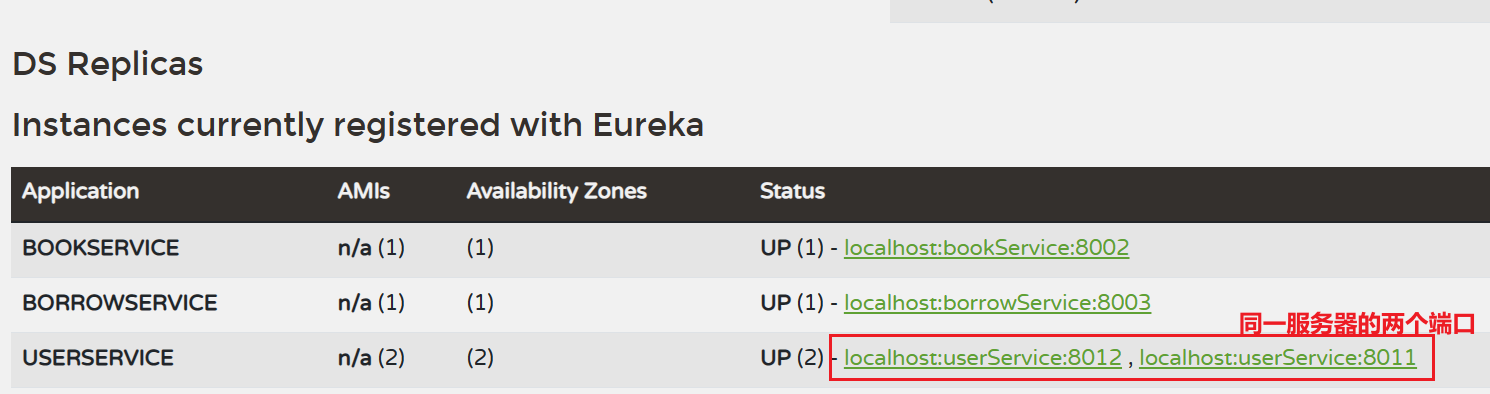 DS Replicas
Instances currently registered with Eureka
Application AMIs Availability Zones Status
BOOKSERVICE n/a (1) (1) UP (1) - localhost:bookService:8002
BORROWSERVICE n/a (1) (1) UP (1) - localhost:borrowService:8003
同一服务器的两个端口
USERSERVICE n/a (2) (2) UP (2) - localhost:userService:8012 , localhost:userService:8011